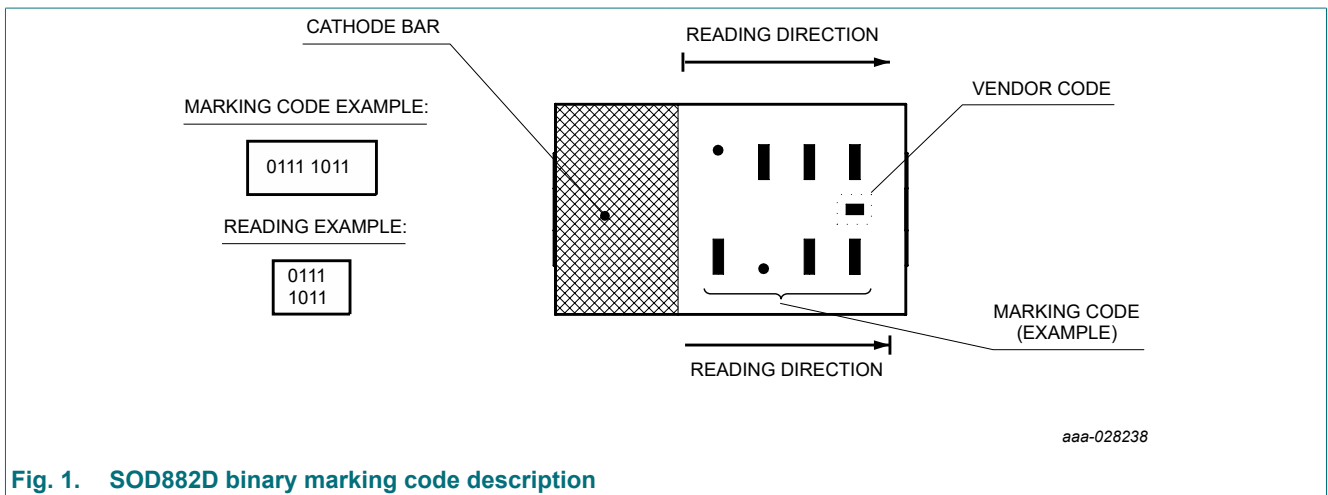 CATHODE BAR
READING DIRECTION
VENDOR CODE
MARKING CODE EXAMPLE:
0111 1011
READING EXAMPLE:
0111
1011
MARKING CODE
(EXAMPLE)
READING DIRECTION
aaa-028238
Fig. 1. SOD882D binary marking code description